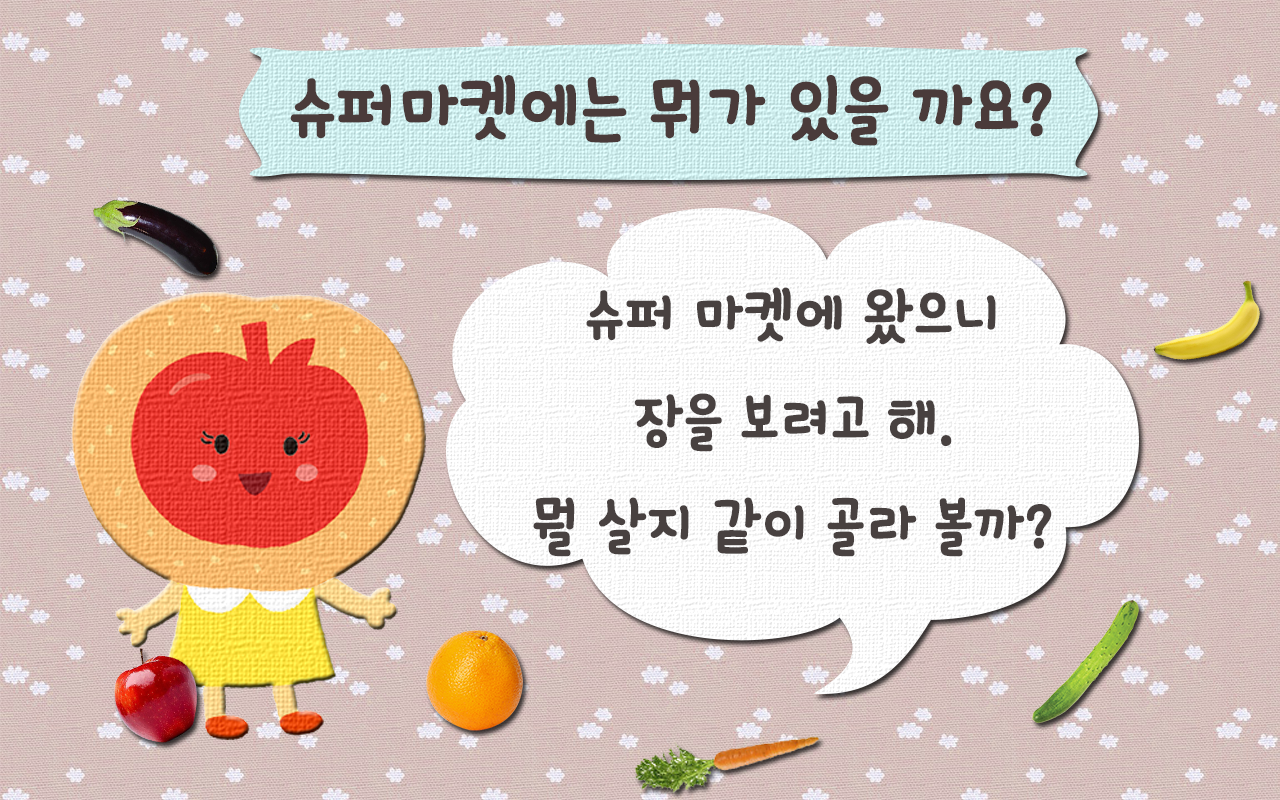 슈퍼마켓에는 뭐가 있을 까요?
슈퍼 마켓에 왔으니
장을 보려고 해.
뭘 살지 같이 골라 볼까?